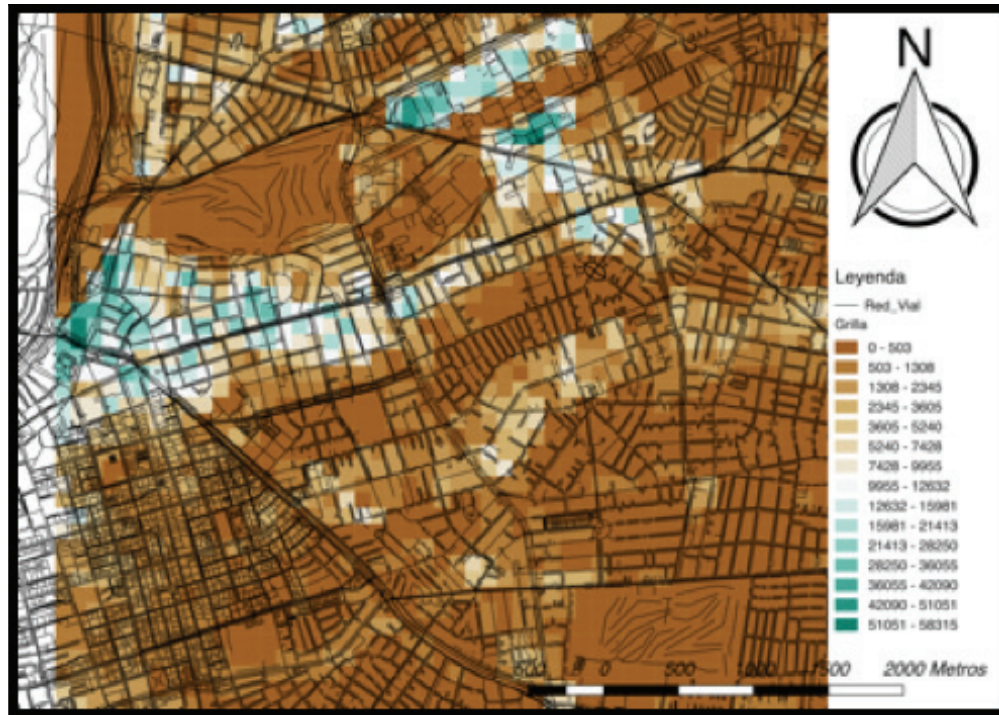 N
Leyenda
Red_Vial
Grilla
0 - 503
503 - 1308
1308 - 2345
2345 - 3605
3605 - 5240
5240 - 7428
7428 - 9955
9955 - 12632
12632 - 15981
15981 - 21413
21413 - 28250
28250 - 36055
36055 - 42090
42090 - 51051
51051 - 58315
500 0 500 1000 1500 2000 Metros